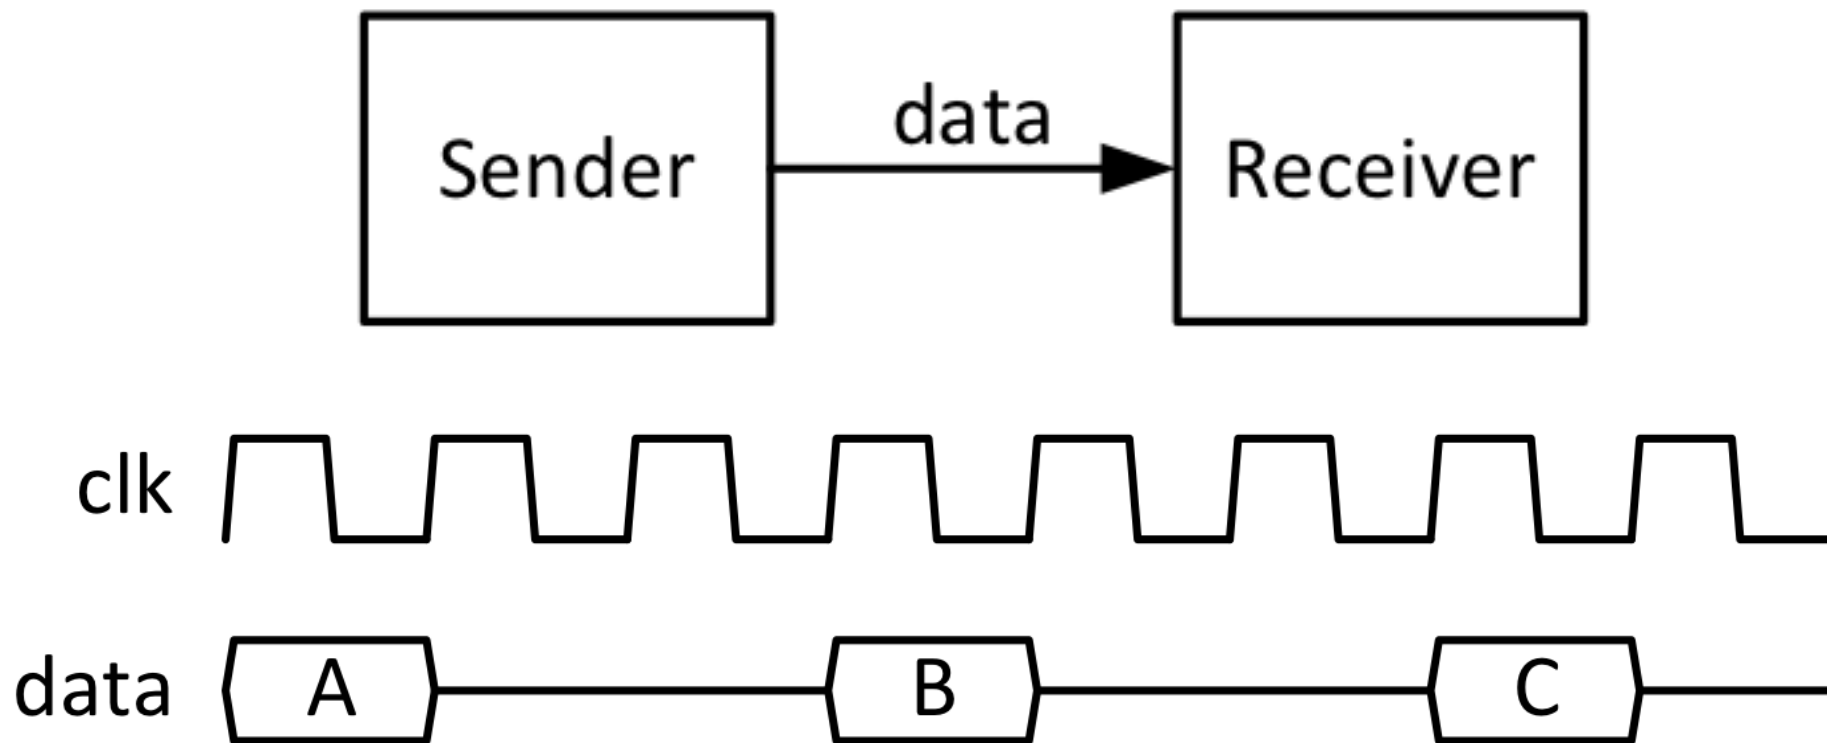 Sender
data
Receiver
clk
data
A
B
C